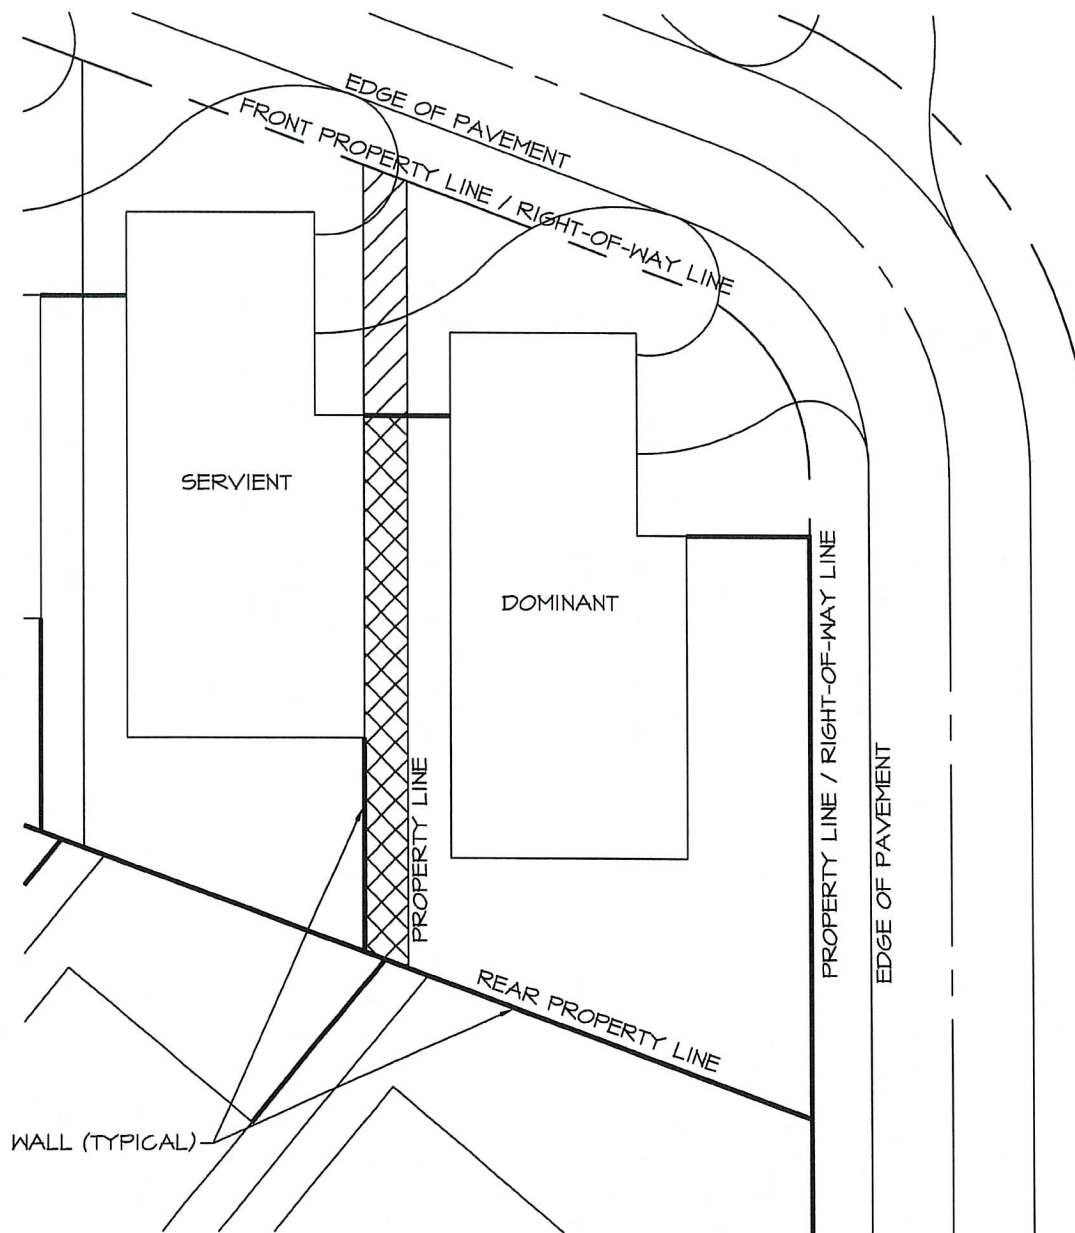 EDGE OF PAVEMENT
FRONT PROPERTY LINE / RIGHT-OF-WAY LINE
SERVIENT
DOMINANT
PROPERTY LINE
PROPERTY LINE / RIGHT-OF-WAY LINE
EDGE OF PAVEMENT
REAR PROPERTY LINE
WALL (TYPICAL)